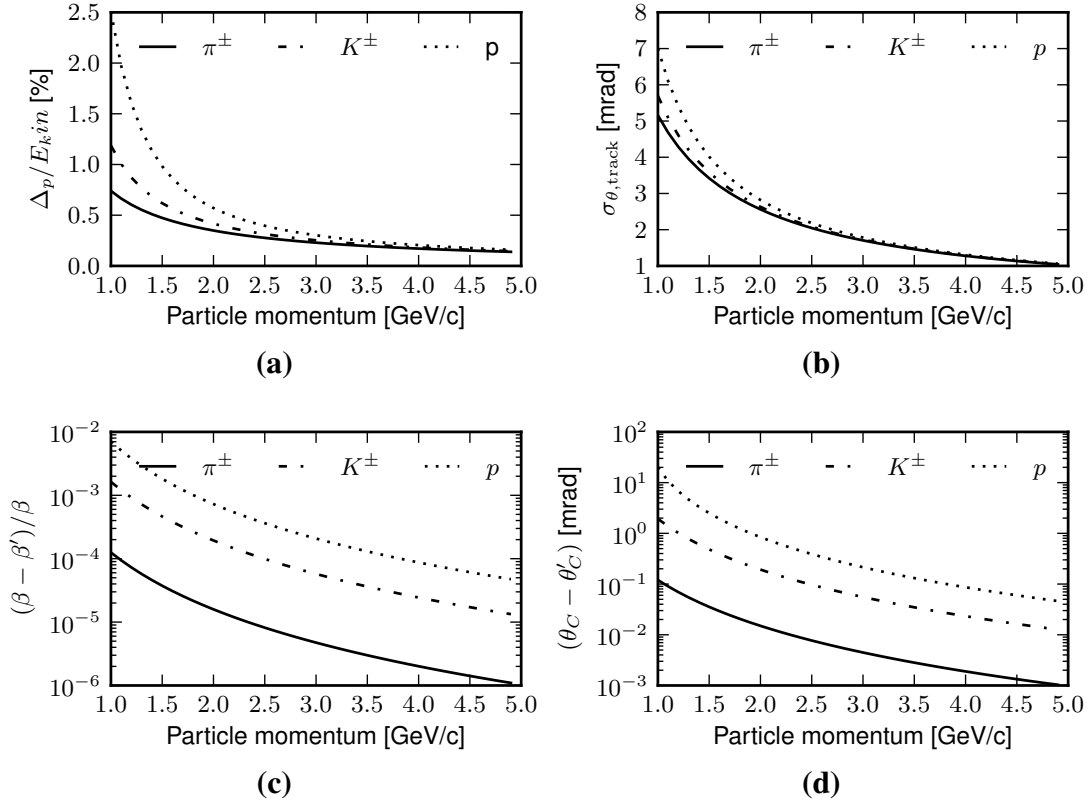 2.5
2.0
1.5
1.0
0.5
0.0
π± K± p
Δp/Ekin [%]
1.0 1.5 2.0 2.5 3.0 3.5 4.0 4.5 5.0
Particle momentum [GeV/c]
(a)
8
7
6
5
4
3
2
1
π± K± p
σθ,track [mrad]
1.0 1.5 2.0 2.5 3.0 3.5 4.0 4.5 5.0
Particle momentum [GeV/c]
(b)
10⁻²
10⁻³
10⁻⁴
10⁻⁵
10⁻⁶
π± K± p
(β − β′)/β
1.0 1.5 2.0 2.5 3.0 3.5 4.0 4.5 5.0
Particle momentum [GeV/c]
(c)
10²
10¹
10⁰
10⁻¹
10⁻²
10⁻³
π± K± p
(θC − θ′C) [mrad]
1.0 1.5 2.0 2.5 3.0 3.5 4.0 4.5 5.0
Particle momentum [GeV/c]
(d)